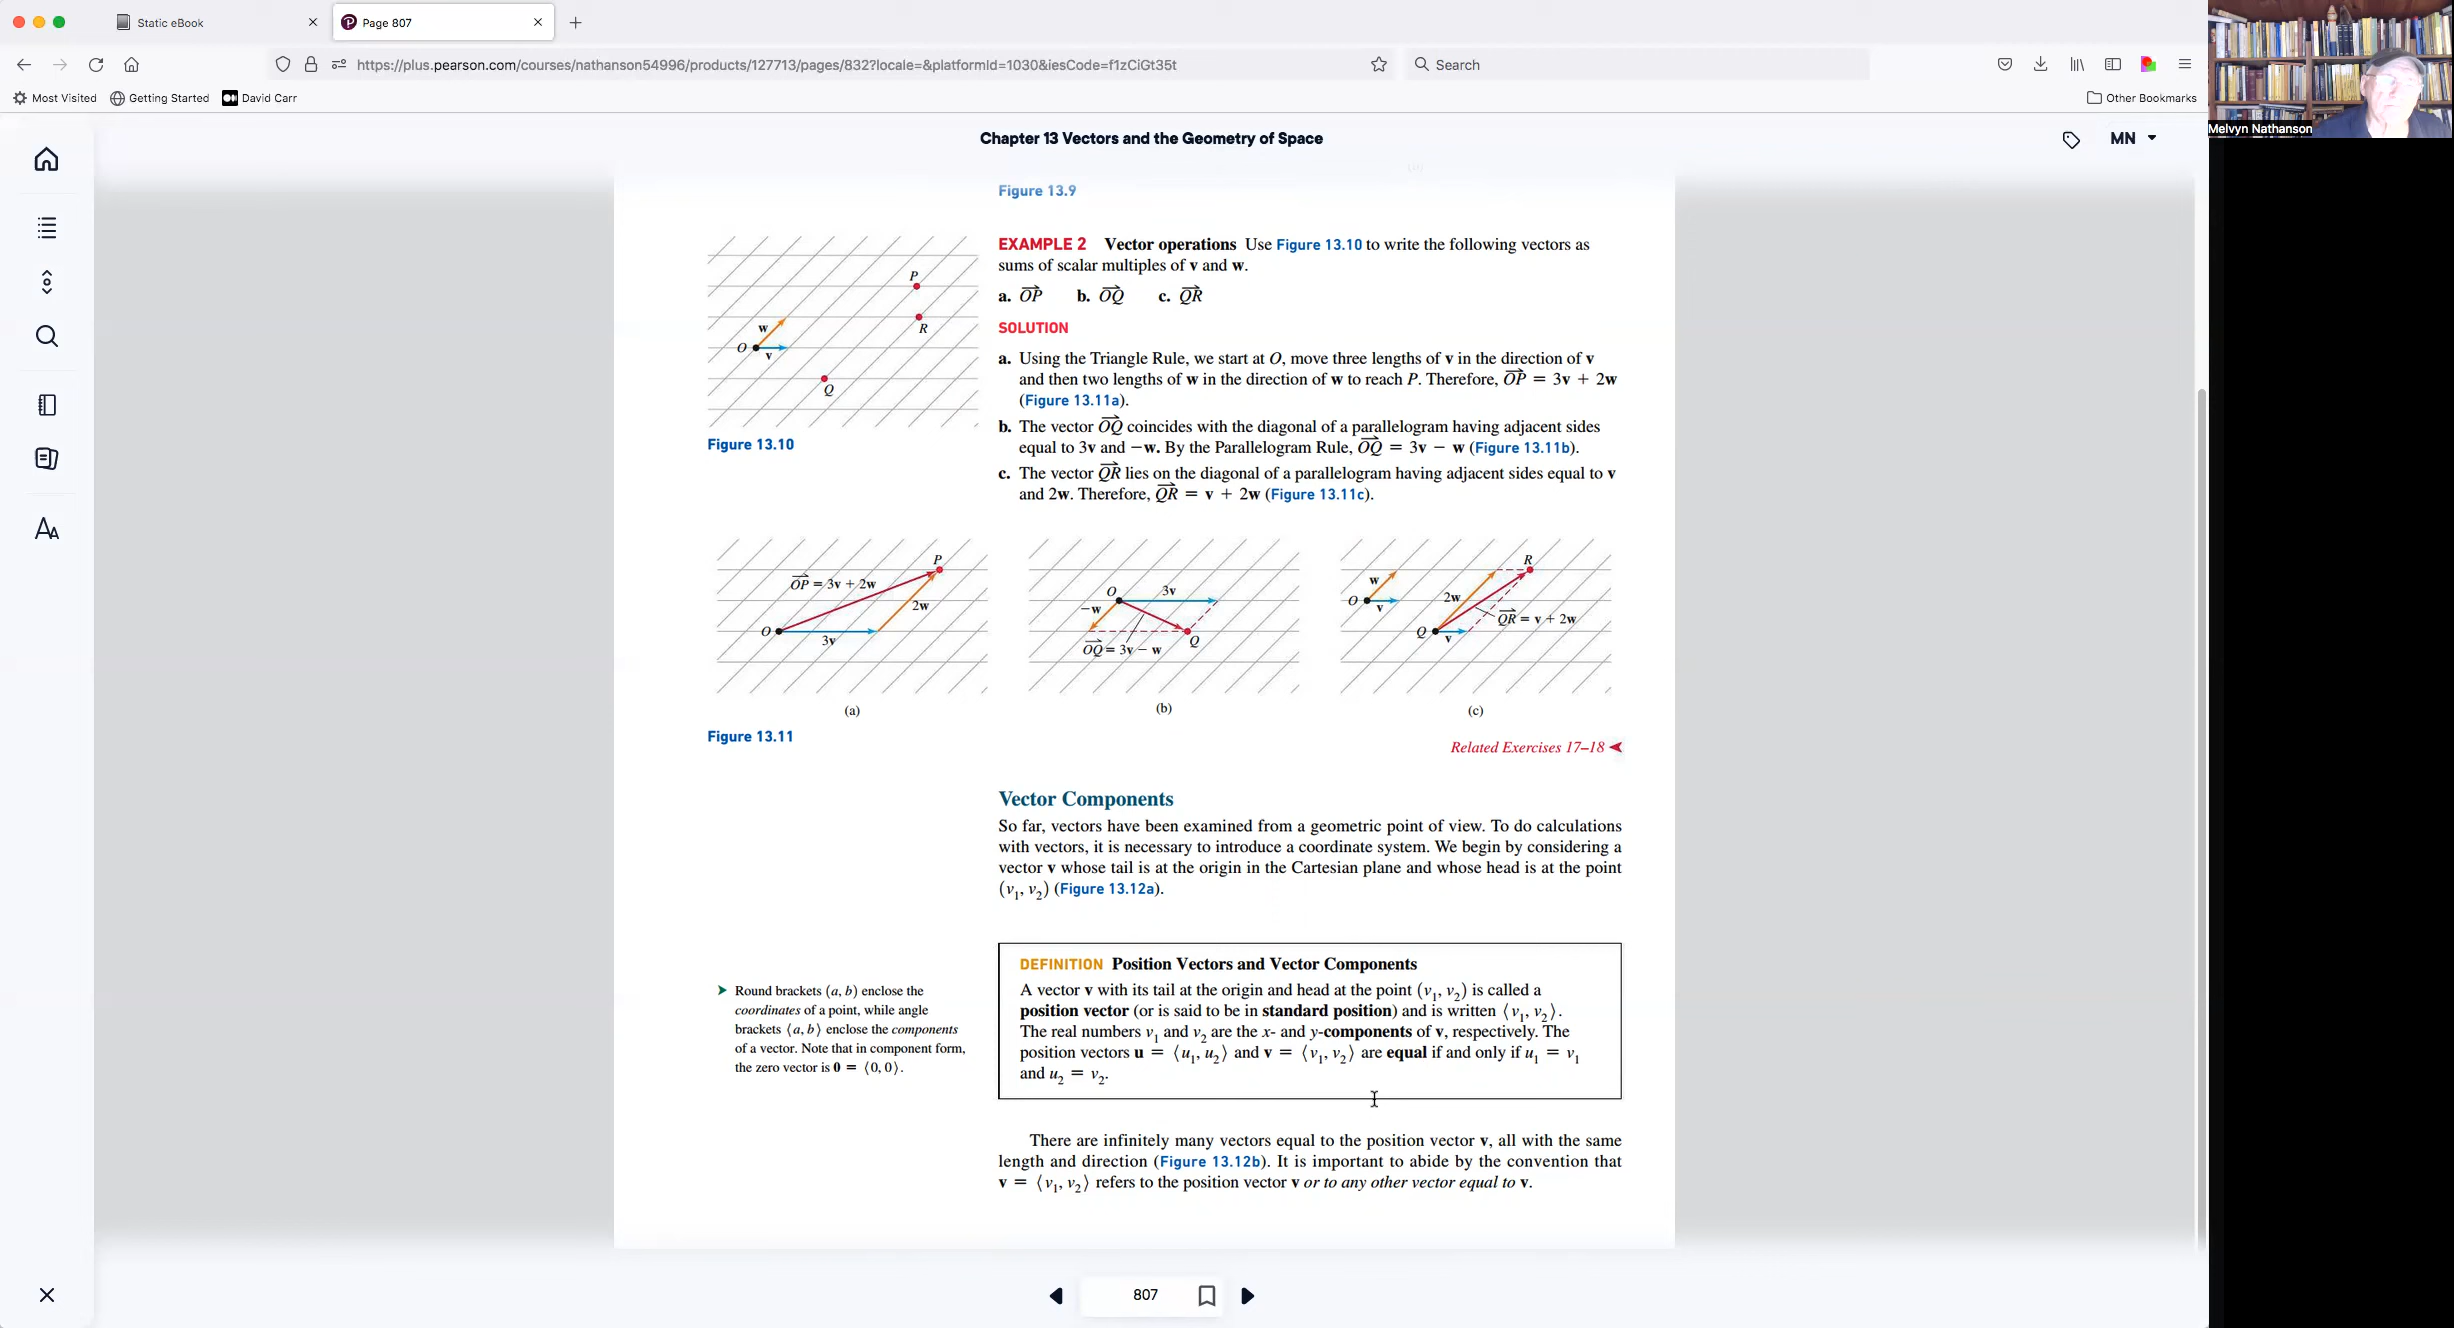 Static eBook
Page 807
https://plus.pearson.com/courses/nathanson54996/products/127713/pages/832?locale=&platformId=1030&iesCode=f1zCiGt35t
Search
Most Visited
Getting Started
David Carr
Other Bookmarks
Melvyn Nathanson
Chapter 13 Vectors and the Geometry of Space
MN
Figure 13.9
P
R
w
O
v
Q
Figure 13.10
EXAMPLE 2 Vector operations Use Figure 13.10 to write the following vectors as
sums of scalar multiples of v and w.
a. OP⃗ b. OQ⃗ c. QR⃗
SOLUTION
a. Using the Triangle Rule, we start at O, move three lengths of v in the direction of v
and then two lengths of w in the direction of w to reach P. Therefore, OP⃗ = 3v + 2w
(Figure 13.11a).
b. The vector OQ⃗ coincides with the diagonal of a parallelogram having adjacent sides
equal to 3v and −w. By the Parallelogram Rule, OQ⃗ = 3v − w (Figure 13.11b).
c. The vector QR⃗ lies on the diagonal of a parallelogram having adjacent sides equal to v
and 2w. Therefore, QR⃗ = v + 2w (Figure 13.11c).
P
OP⃗ = 3v + 2w
2w
O
3v
(a)
O
3v
−w
Q
OQ⃗ = 3v − w
(b)
R
w
O
v
2w
QR⃗ = v + 2w
Q
v
(c)
Figure 13.11
Related Exercises 17–18
Vector Components
So far, vectors have been examined from a geometric point of view. To do calculations
with vectors, it is necessary to introduce a coordinate system. We begin by considering a
vector v whose tail is at the origin in the Cartesian plane and whose head is at the point
(v₁, v₂) (Figure 13.12a).
Round brackets (a, b) enclose the
coordinates of a point, while angle
brackets ⟨a, b⟩ enclose the components
of a vector. Note that in component form,
the zero vector is 0 = ⟨0, 0⟩.
DEFINITION Position Vectors and Vector Components
A vector v with its tail at the origin and head at the point (v₁, v₂) is called a
position vector (or is said to be in standard position) and is written ⟨v₁, v₂⟩.
The real numbers v₁ and v₂ are the x- and y-components of v, respectively. The
position vectors u = ⟨u₁, u₂⟩ and v = ⟨v₁, v₂⟩ are equal if and only if u₁ = v₁
and u₂ = v₂.
There are infinitely many vectors equal to the position vector v, all with the same
length and direction (Figure 13.12b). It is important to abide by the convention that
v = ⟨v₁, v₂⟩ refers to the position vector v or to any other vector equal to v.
807